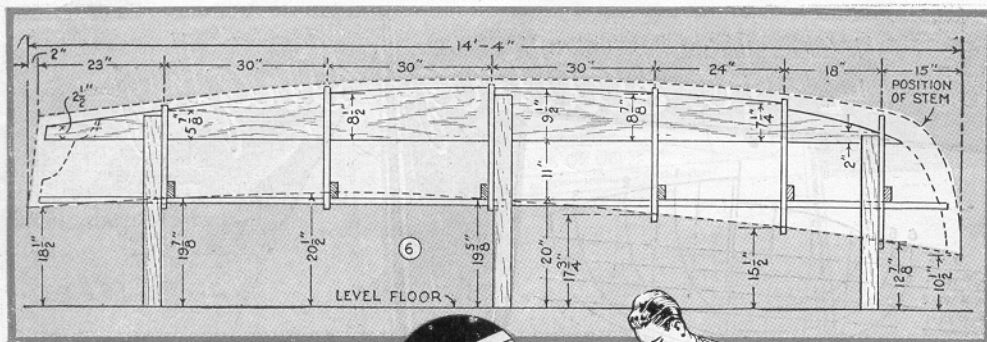 14'-4"
2" 23" 30" 30" 30" 24" 18" 15"
POSITION
OF STEM
2 1/2" 5 7/8" 8 1/2" 9 1/2" 8 7/8" 7 1/4" 2"
11"
18 1/2" 19 7/8" 20 1/2" 6 19 5/8" 20" 17 3/4" 15 1/2" 12 7/8" 10 1/2"
LEVEL FLOOR